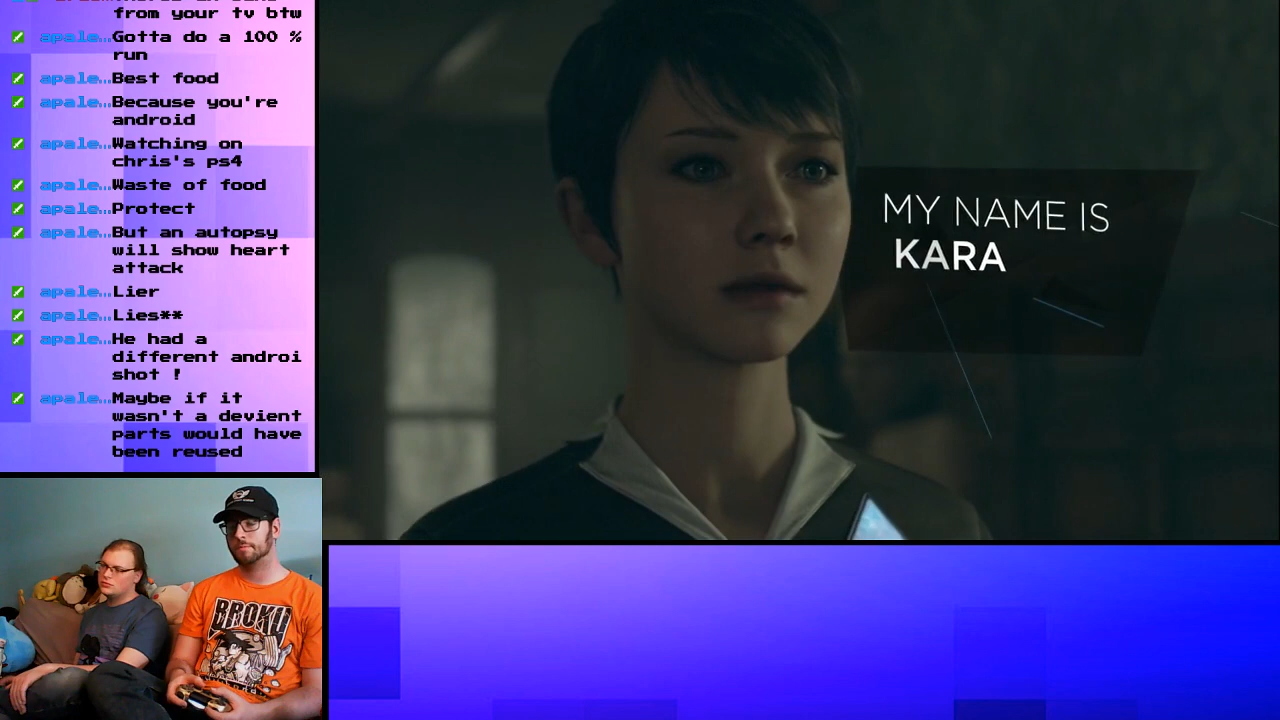 from your tv btw
apale…Gotta do a 100 %
run
apale…Best food
apale…Because you're
android
apale…Watching on
chris's ps4
apale…Waste of food
apale…Protect
apale…But an autopsy
will show heart
attack
apale…Lier
apale…Lies**
apale…He had a
different androi
shot !
apale…Maybe if it
wasn't a devient
parts would have
been reused
MY NAME IS
KARA
BROKU